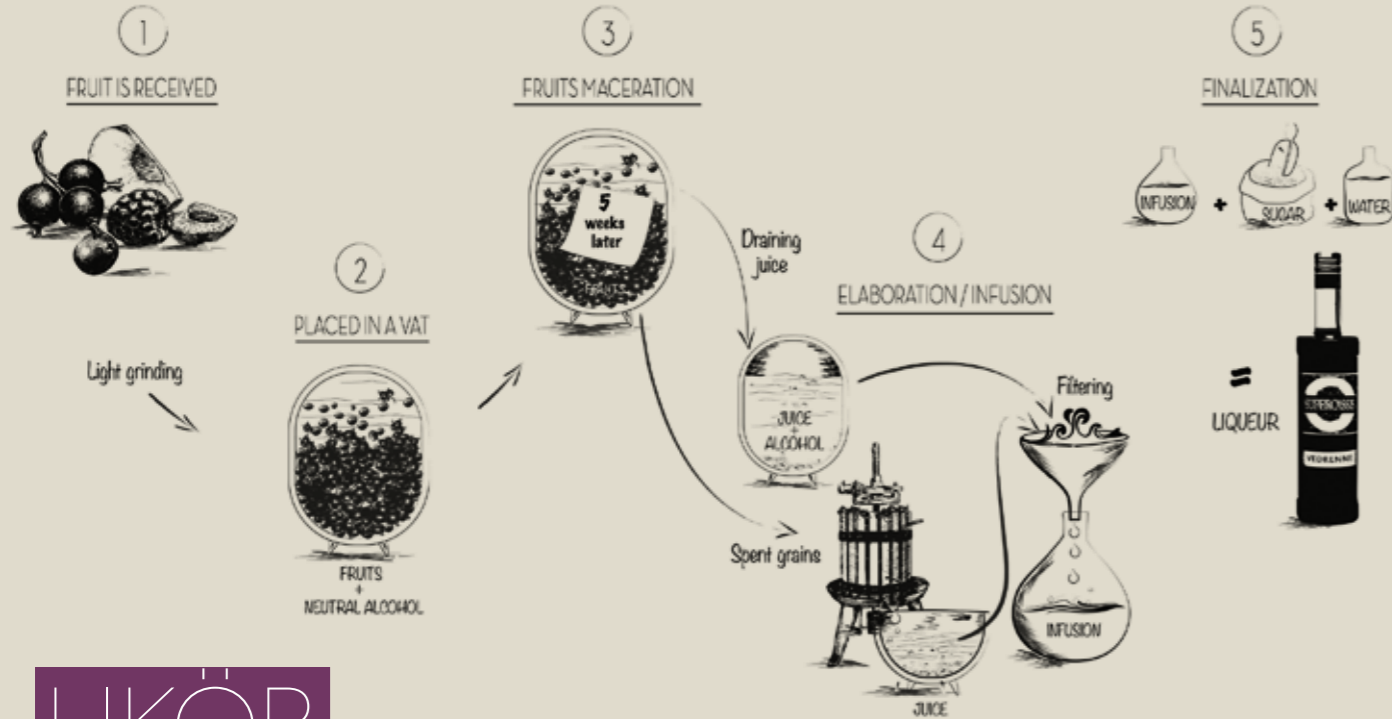 1
FRUIT IS RECEIVED
Light grinding
2
PLACED IN A VAT
FRUITS
+
NEUTRAL ALCOHOL
3
FRUITS MACERATION
5
weeks
later
Draining
juice
4
ELABORATION / INFUSION
JUICE
+
ALCOHOL
Spent grains
JUICE
Filtering
INFUSION
5
FINALIZATION
INFUSION + SUGAR + WATER
=
LIQUEUR
VEDRENNE
LIKÖR